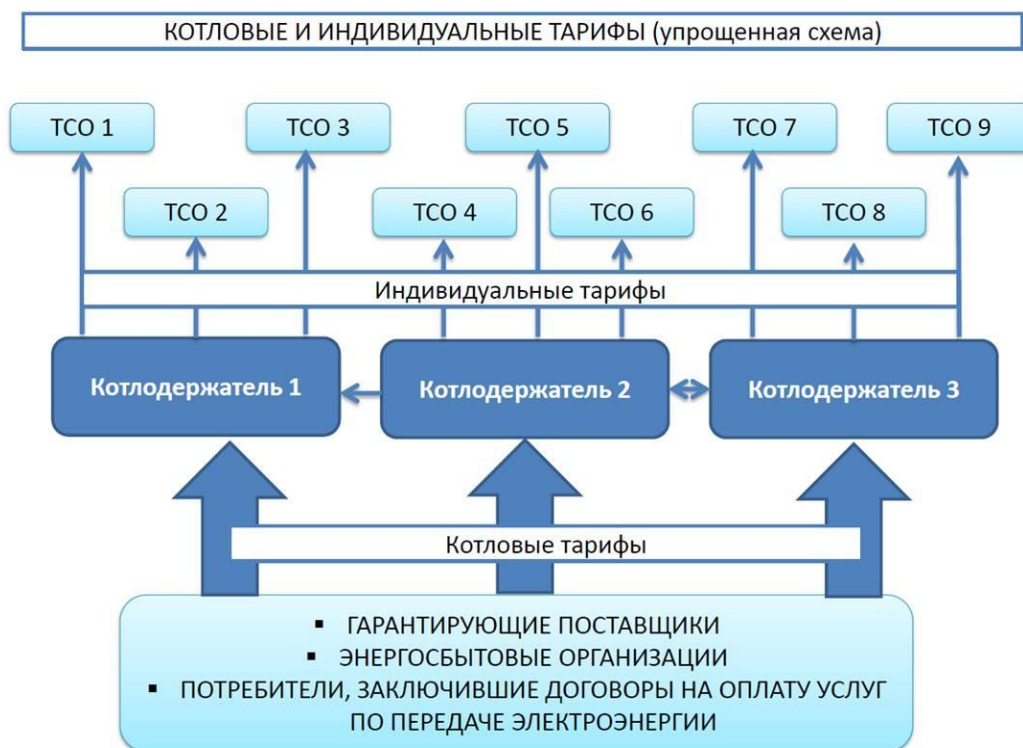 КОТЛОВЫЕ И ИНДИВИДУАЛЬНЫЕ ТАРИФЫ (упрощенная схема)
ТСО 1
ТСО 3
ТСО 5
ТСО 7
ТСО 9
ТСО 2
ТСО 4
ТСО 6
ТСО 8
Индивидуальные тарифы
Котлодержатель 1
Котлодержатель 2
Котлодержатель 3
Котловые тарифы
▪ ГАРАНТИРУЮЩИЕ ПОСТАВЩИКИ
▪ ЭНЕРГОСБЫТОВЫЕ ОРГАНИЗАЦИИ
▪ ПОТРЕБИТЕЛИ, ЗАКЛЮЧИВШИЕ ДОГОВОРЫ НА ОПЛАТУ УСЛУГ
ПО ПЕРЕДАЧЕ ЭЛЕКТРОЭНЕРГИИ